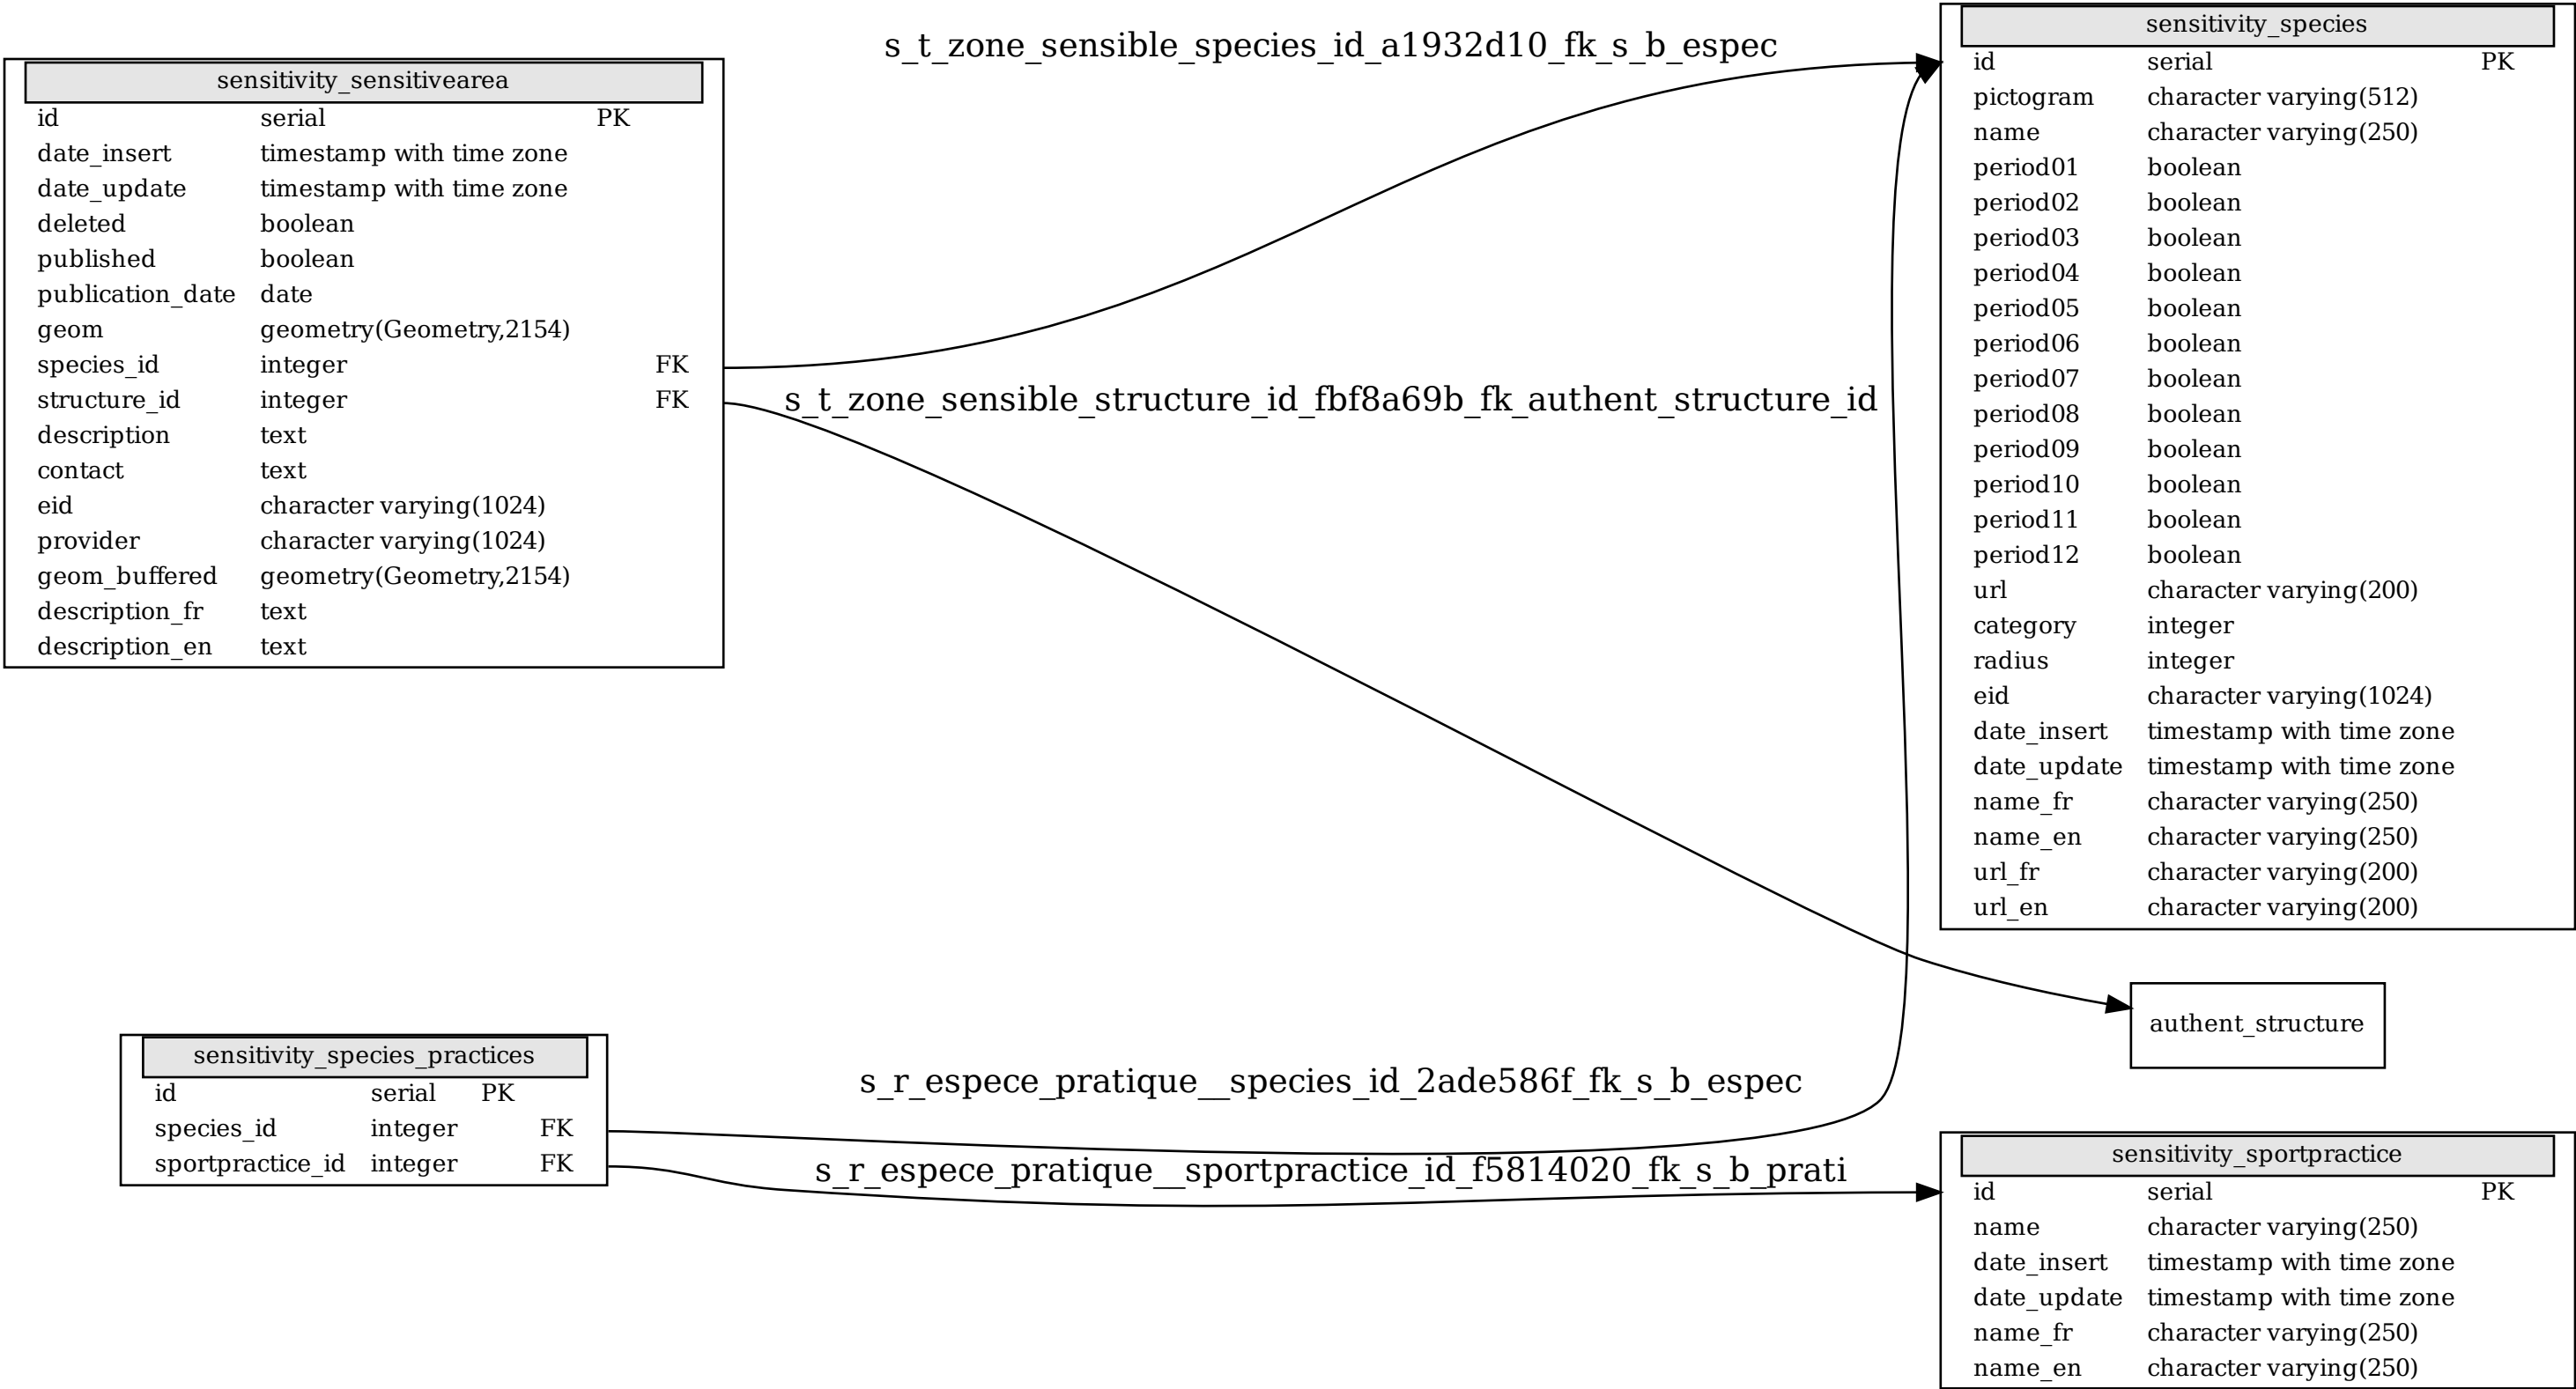 sensitivity_sensitivearea
id serial PK
date_insert timestamp with time zone
date_update timestamp with time zone
deleted boolean
published boolean
publication_date date
geom geometry(Geometry,2154)
species_id integer FK
structure_id integer FK
description text
contact text
eid character varying(1024)
provider character varying(1024)
geom_buffered geometry(Geometry,2154)
description_fr text
description_en text
s_t_zone_sensible_species_id_a1932d10_fk_s_b_espec
s_t_zone_sensible_structure_id_fbf8a69b_fk_authent_structure_id
sensitivity_species
id serial PK
pictogram character varying(512)
name character varying(250)
period01 boolean
period02 boolean
period03 boolean
period04 boolean
period05 boolean
period06 boolean
period07 boolean
period08 boolean
period09 boolean
period10 boolean
period11 boolean
period12 boolean
url character varying(200)
category integer
radius integer
eid character varying(1024)
date_insert timestamp with time zone
date_update timestamp with time zone
name_fr character varying(250)
name_en character varying(250)
url_fr character varying(200)
url_en character varying(200)
authent_structure
sensitivity_species_practices
id serial PK
species_id integer FK
sportpractice_id integer FK
s_r_espece_pratique__species_id_2ade586f_fk_s_b_espec
s_r_espece_pratique__sportpractice_id_f5814020_fk_s_b_prati
sensitivity_sportpractice
id serial PK
name character varying(250)
date_insert timestamp with time zone
date_update timestamp with time zone
name_fr character varying(250)
name_en character varying(250)